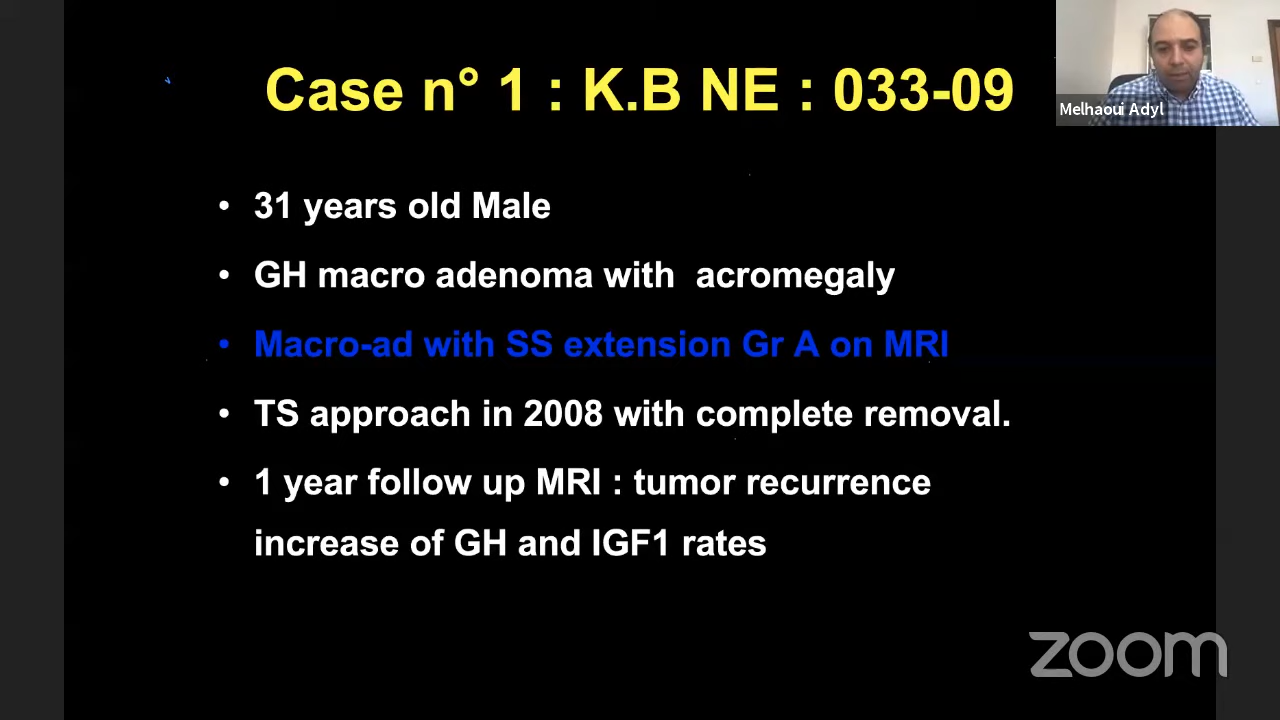 Case n° 1 : K.B NE : 033-09
Melhaoui Adyl
• 31 years old Male
• GH macro adenoma with acromegaly
• Macro-ad with SS extension Gr A on MRI
• TS approach in 2008 with complete removal.
• 1 year follow up MRI : tumor recurrence
increase of GH and IGF1 rates
zoom